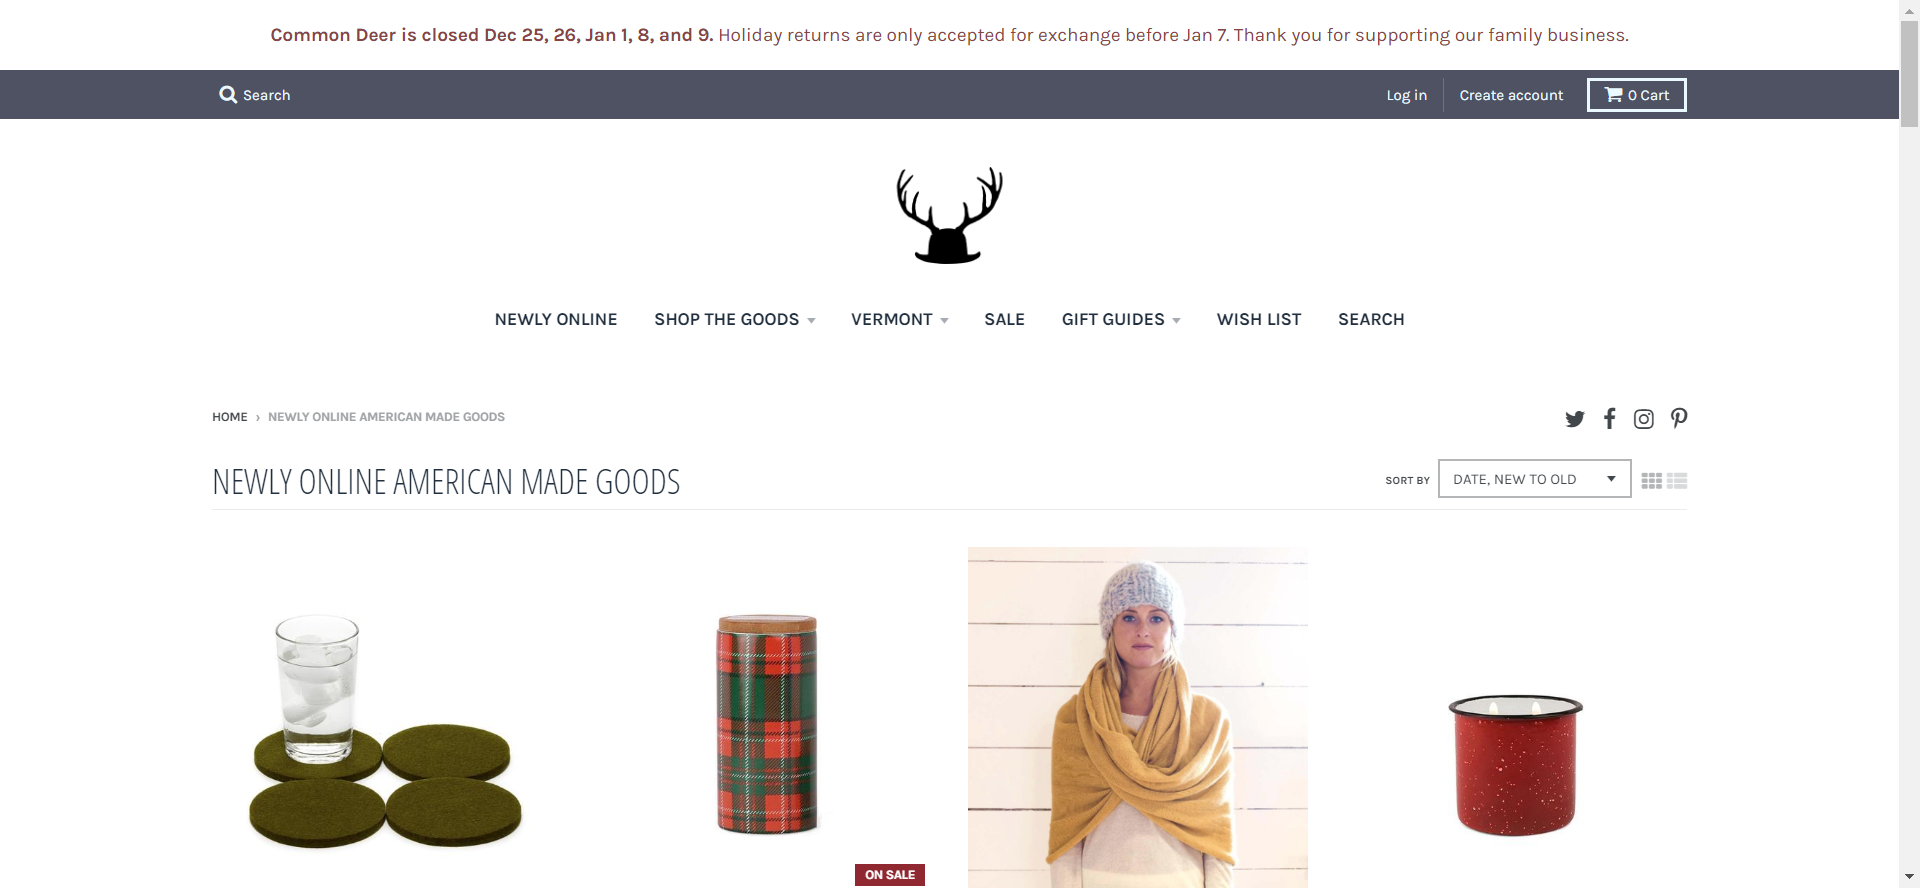 Common Deer is closed Dec 25, 26, Jan 1, 8, and 9. Holiday returns are only accepted for exchange before Jan 7. Thank you for supporting our family business.
Search
Log in
Create account
0 Cart
NEWLY ONLINE
SHOP THE GOODS
VERMONT
SALE
GIFT GUIDES
WISH LIST
SEARCH
HOME › NEWLY ONLINE AMERICAN MADE GOODS
NEWLY ONLINE AMERICAN MADE GOODS
SORT BY
DATE, NEW TO OLD
ON SALE